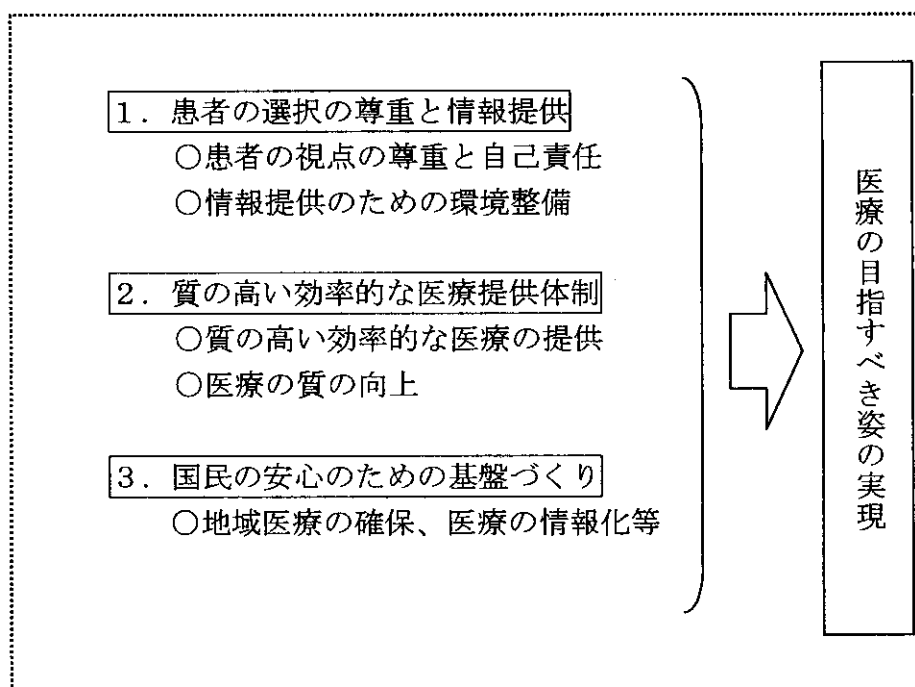 1．患者の選択の尊重と情報提供
○患者の視点の尊重と自己責任
○情報提供のための環境整備
2．質の高い効率的な医療提供体制
○質の高い効率的な医療の提供
○医療の質の向上
3．国民の安心のための基盤づくり
○地域医療の確保、医療の情報化等
医療の目指すべき姿の実現